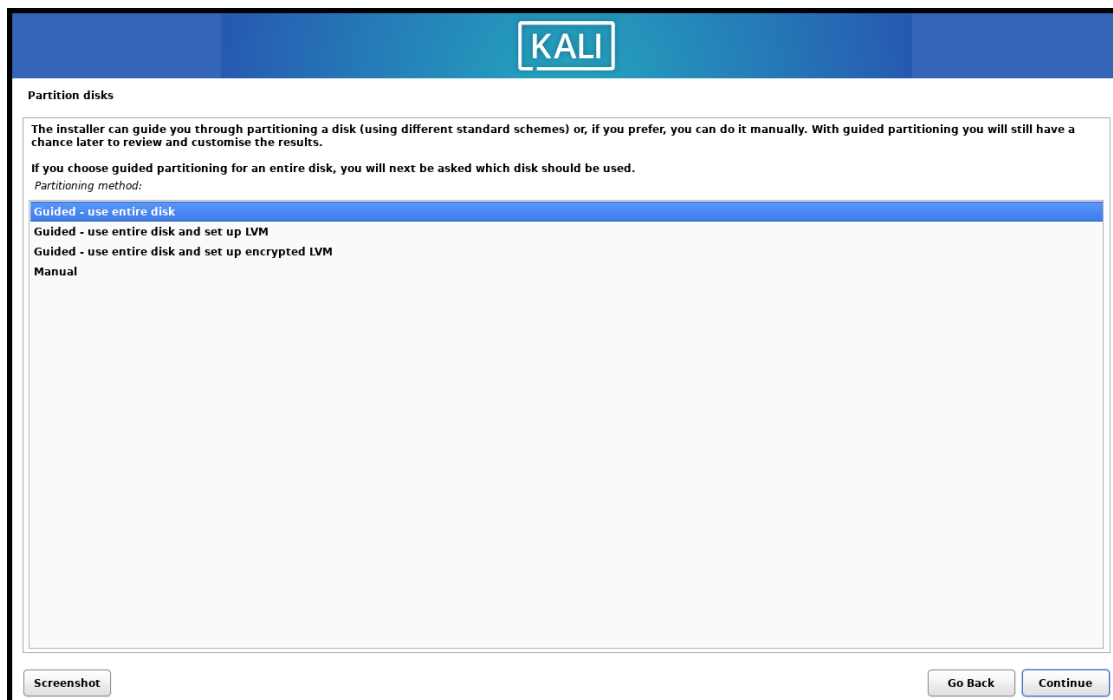 KALI
Partition disks
The installer can guide you through partitioning a disk (using different standard schemes) or, if you prefer, you can do it manually. With guided partitioning you will still have a
chance later to review and customise the results.
If you choose guided partitioning for an entire disk, you will next be asked which disk should be used.
Partitioning method:
Guided - use entire disk
Guided - use entire disk and set up LVM
Guided - use entire disk and set up encrypted LVM
Manual
Screenshot
Go Back
Continue